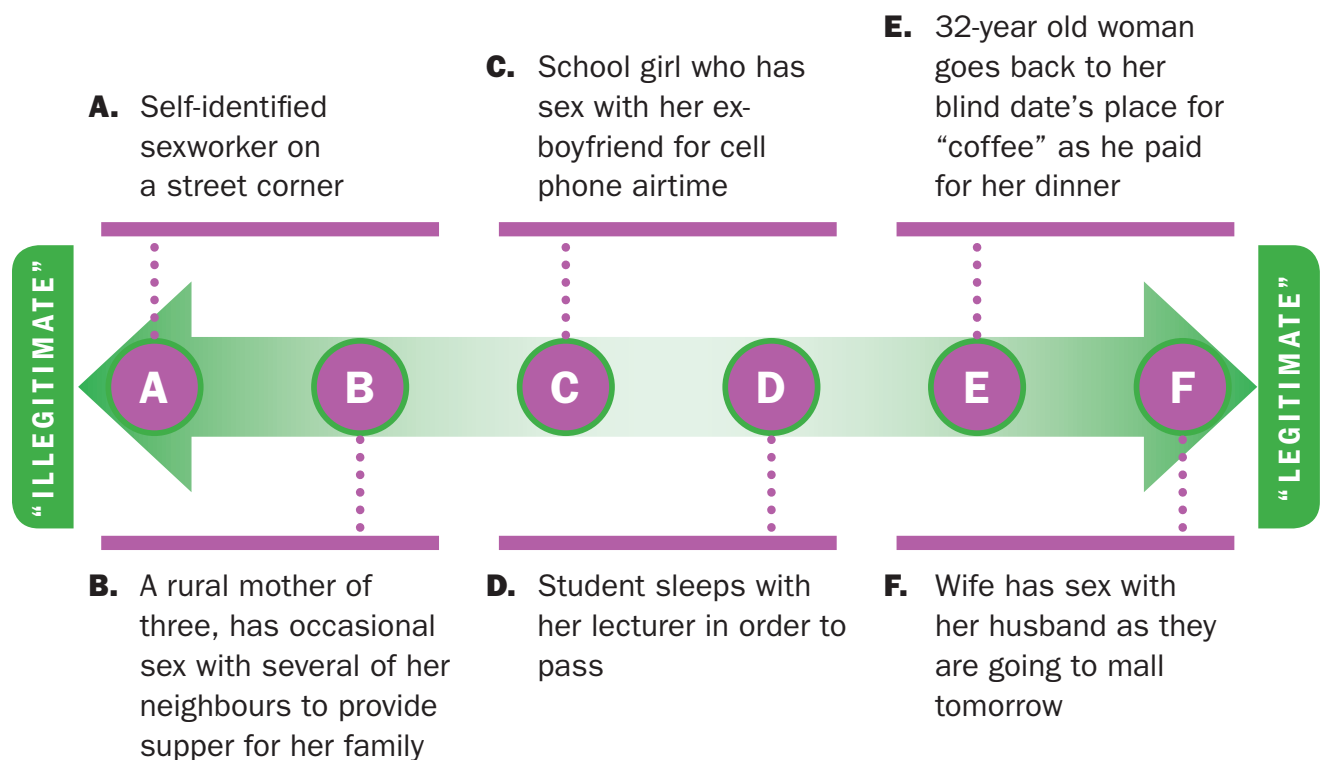 A. Self-identified
sexworker on
a street corner
C. School girl who has
sex with her ex-
boyfriend for cell
phone airtime
E. 32-year old woman
goes back to her
blind date's place for
“coffee” as he paid
for her dinner
“ILLEGITIMATE”
A
B
C
D
E
F
“LEGITIMATE”
B. A rural mother of
three, has occasional
sex with several of her
neighbours to provide
supper for her family
D. Student sleeps with
her lecturer in order to
pass
F. Wife has sex with
her husband as they
are going to mall
tomorrow